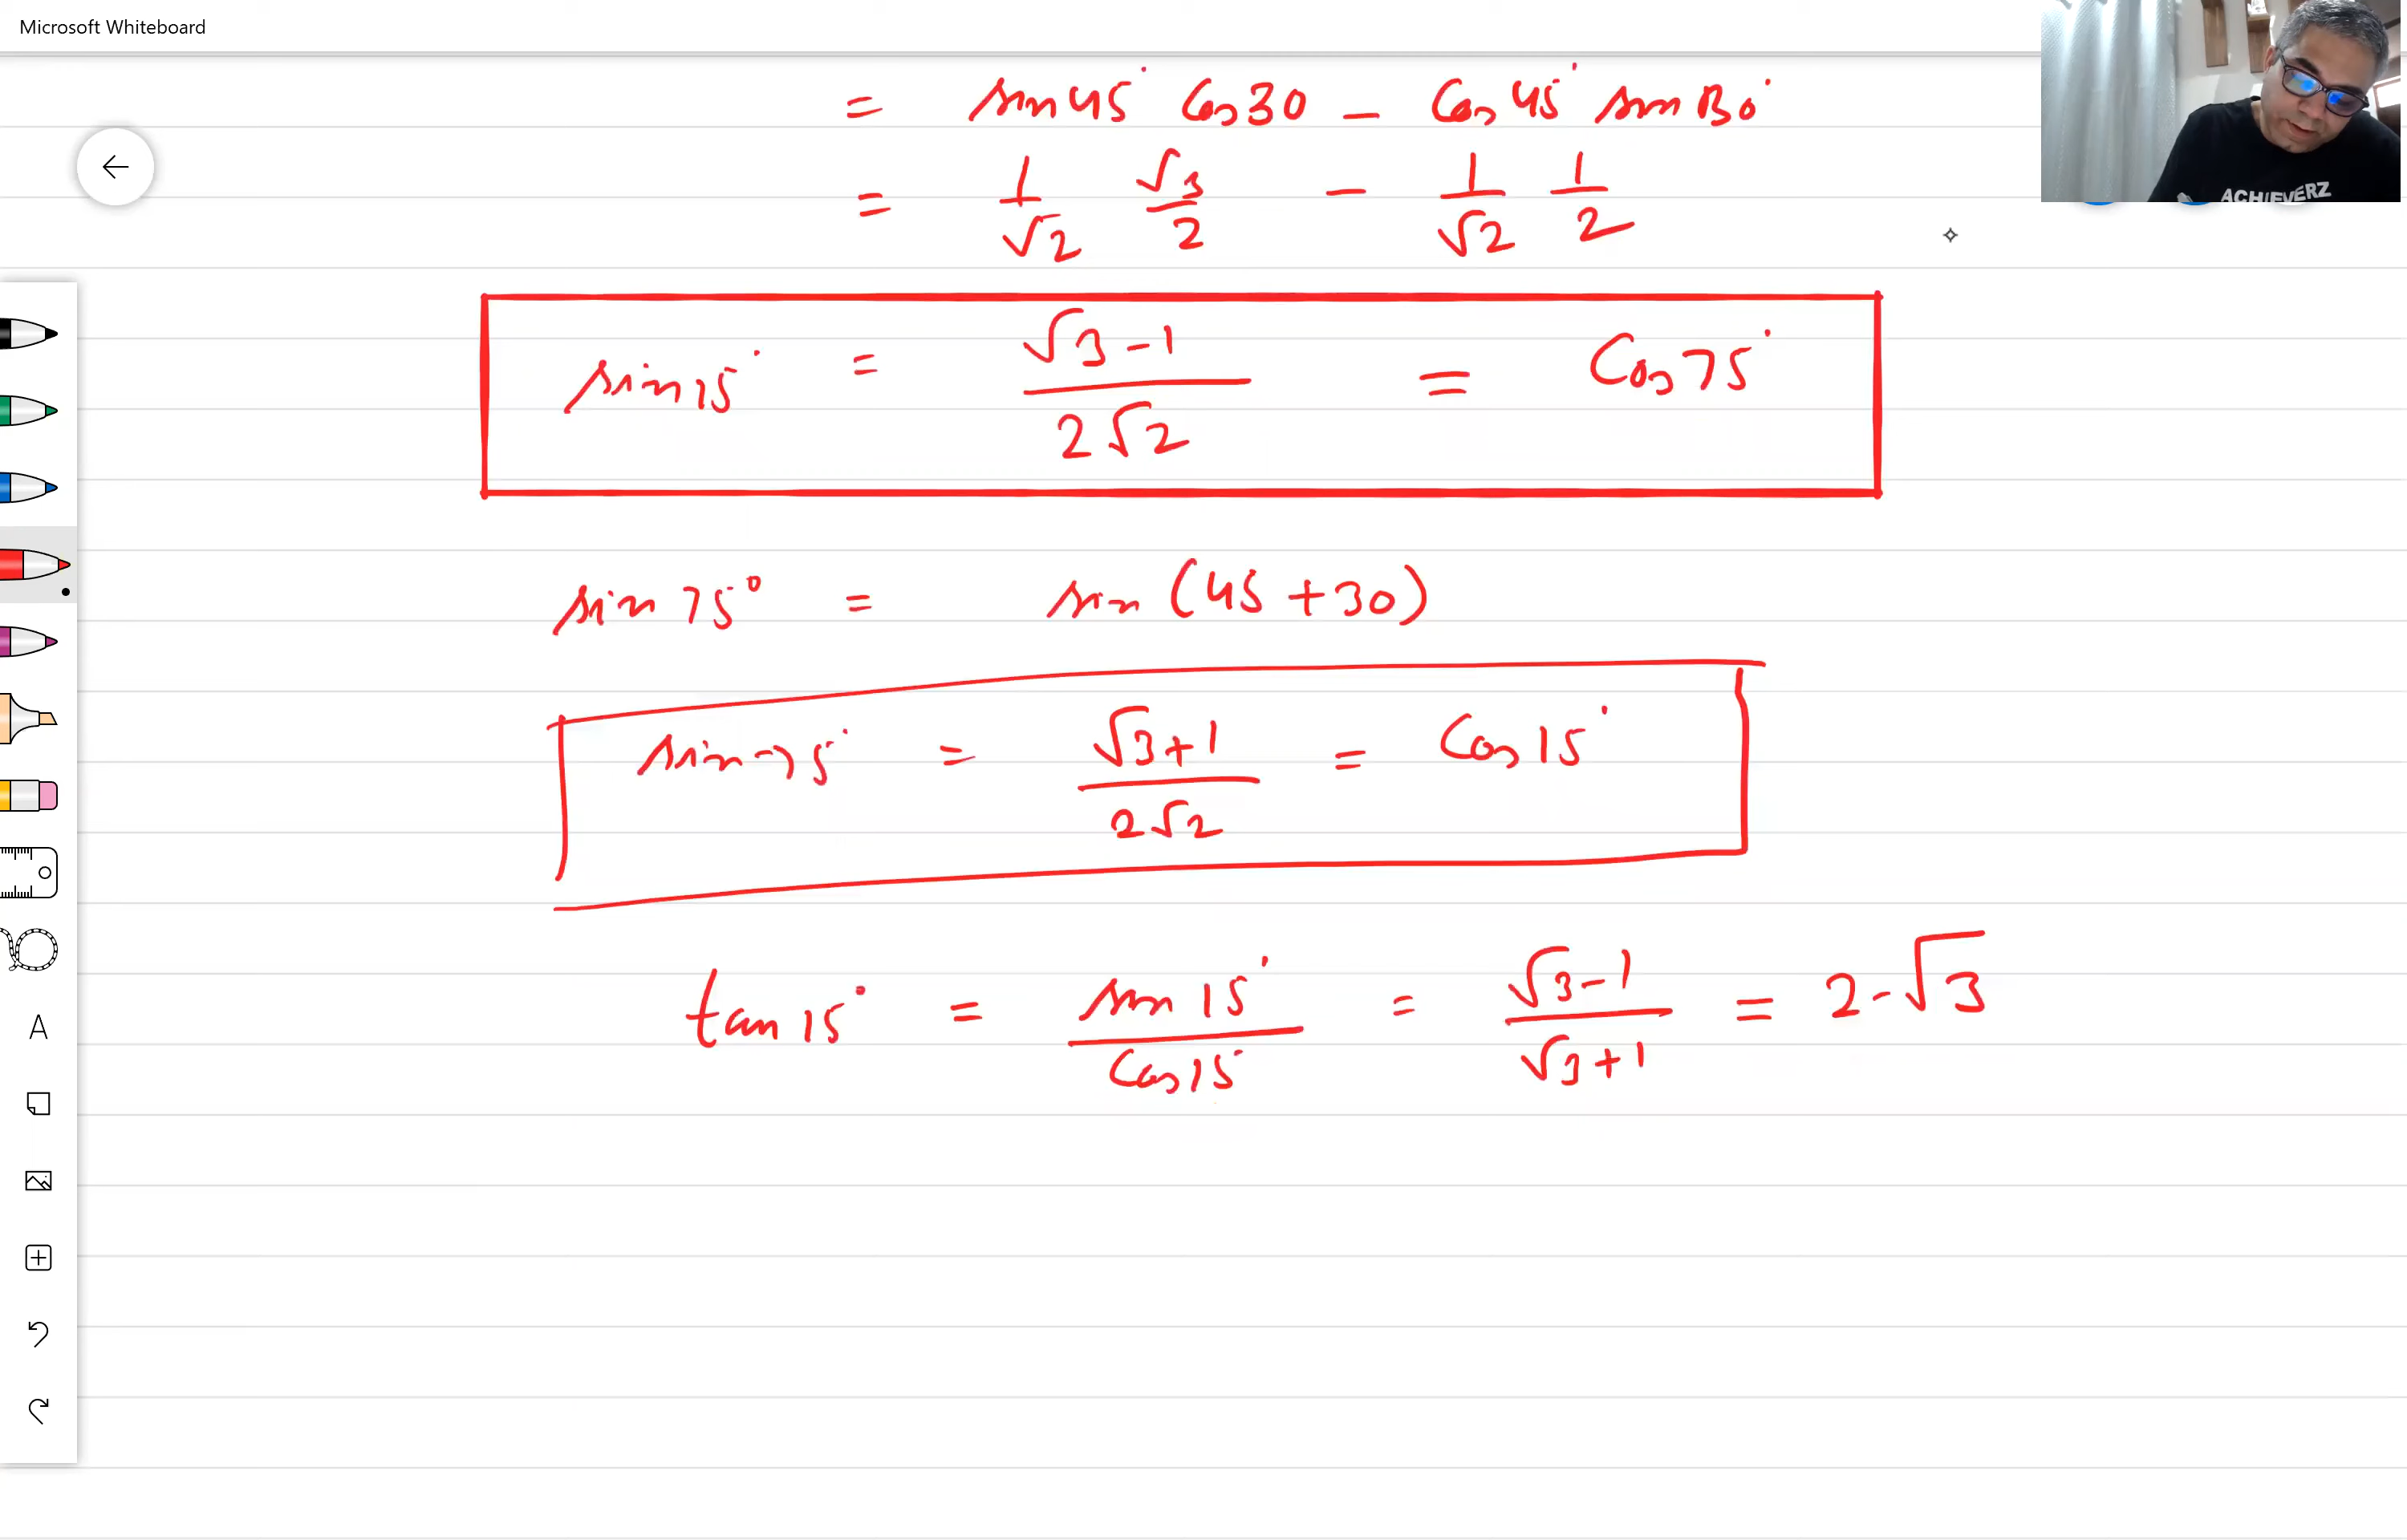 Microsoft Whiteboard
= sin45° cos30 - cos45° sin30°
= 1/√2 √3/2 - 1/√2 1/2
sin15° = (√3-1)/(2√2) = cos75°
sin75° = sin(45+30)
sin75° = (√3+1)/(2√2) = cos15°
tan15° = sin15°/cos15° = (√3-1)/(√3+1) = 2-√3
ACHIEVERZ
A